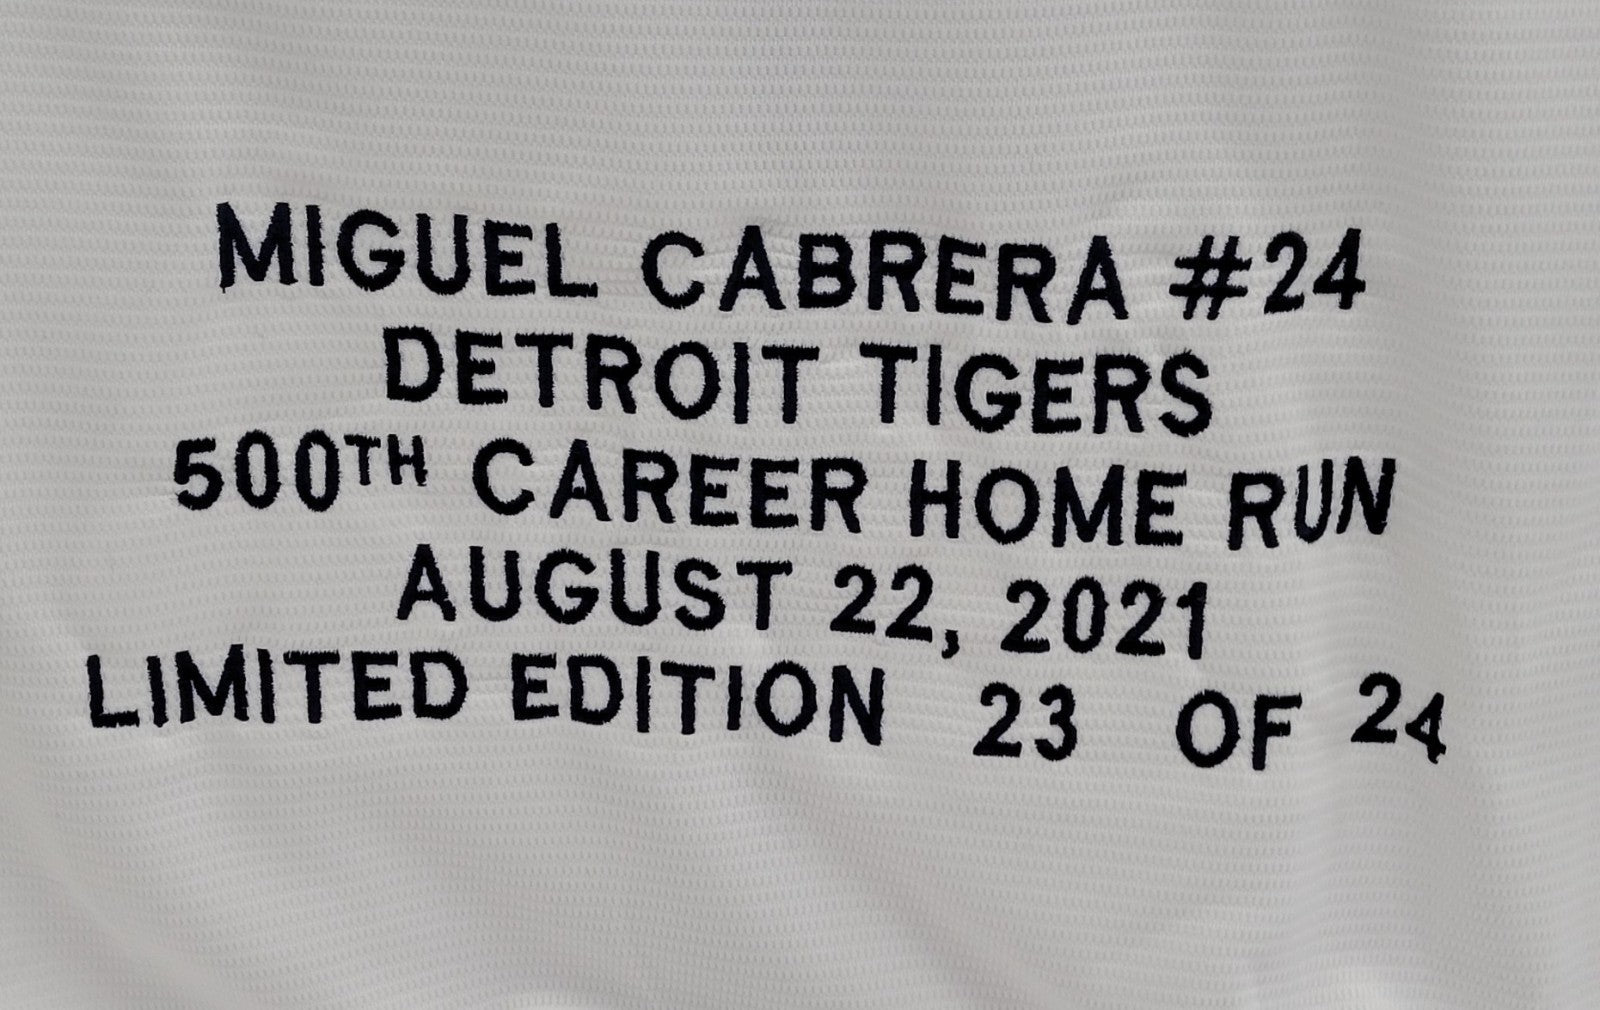 MIGUEL CABRERA #24
DETROIT TIGERS
500TH CAREER HOME RUN
AUGUST 22, 2021
LIMITED EDITION 23 OF 24